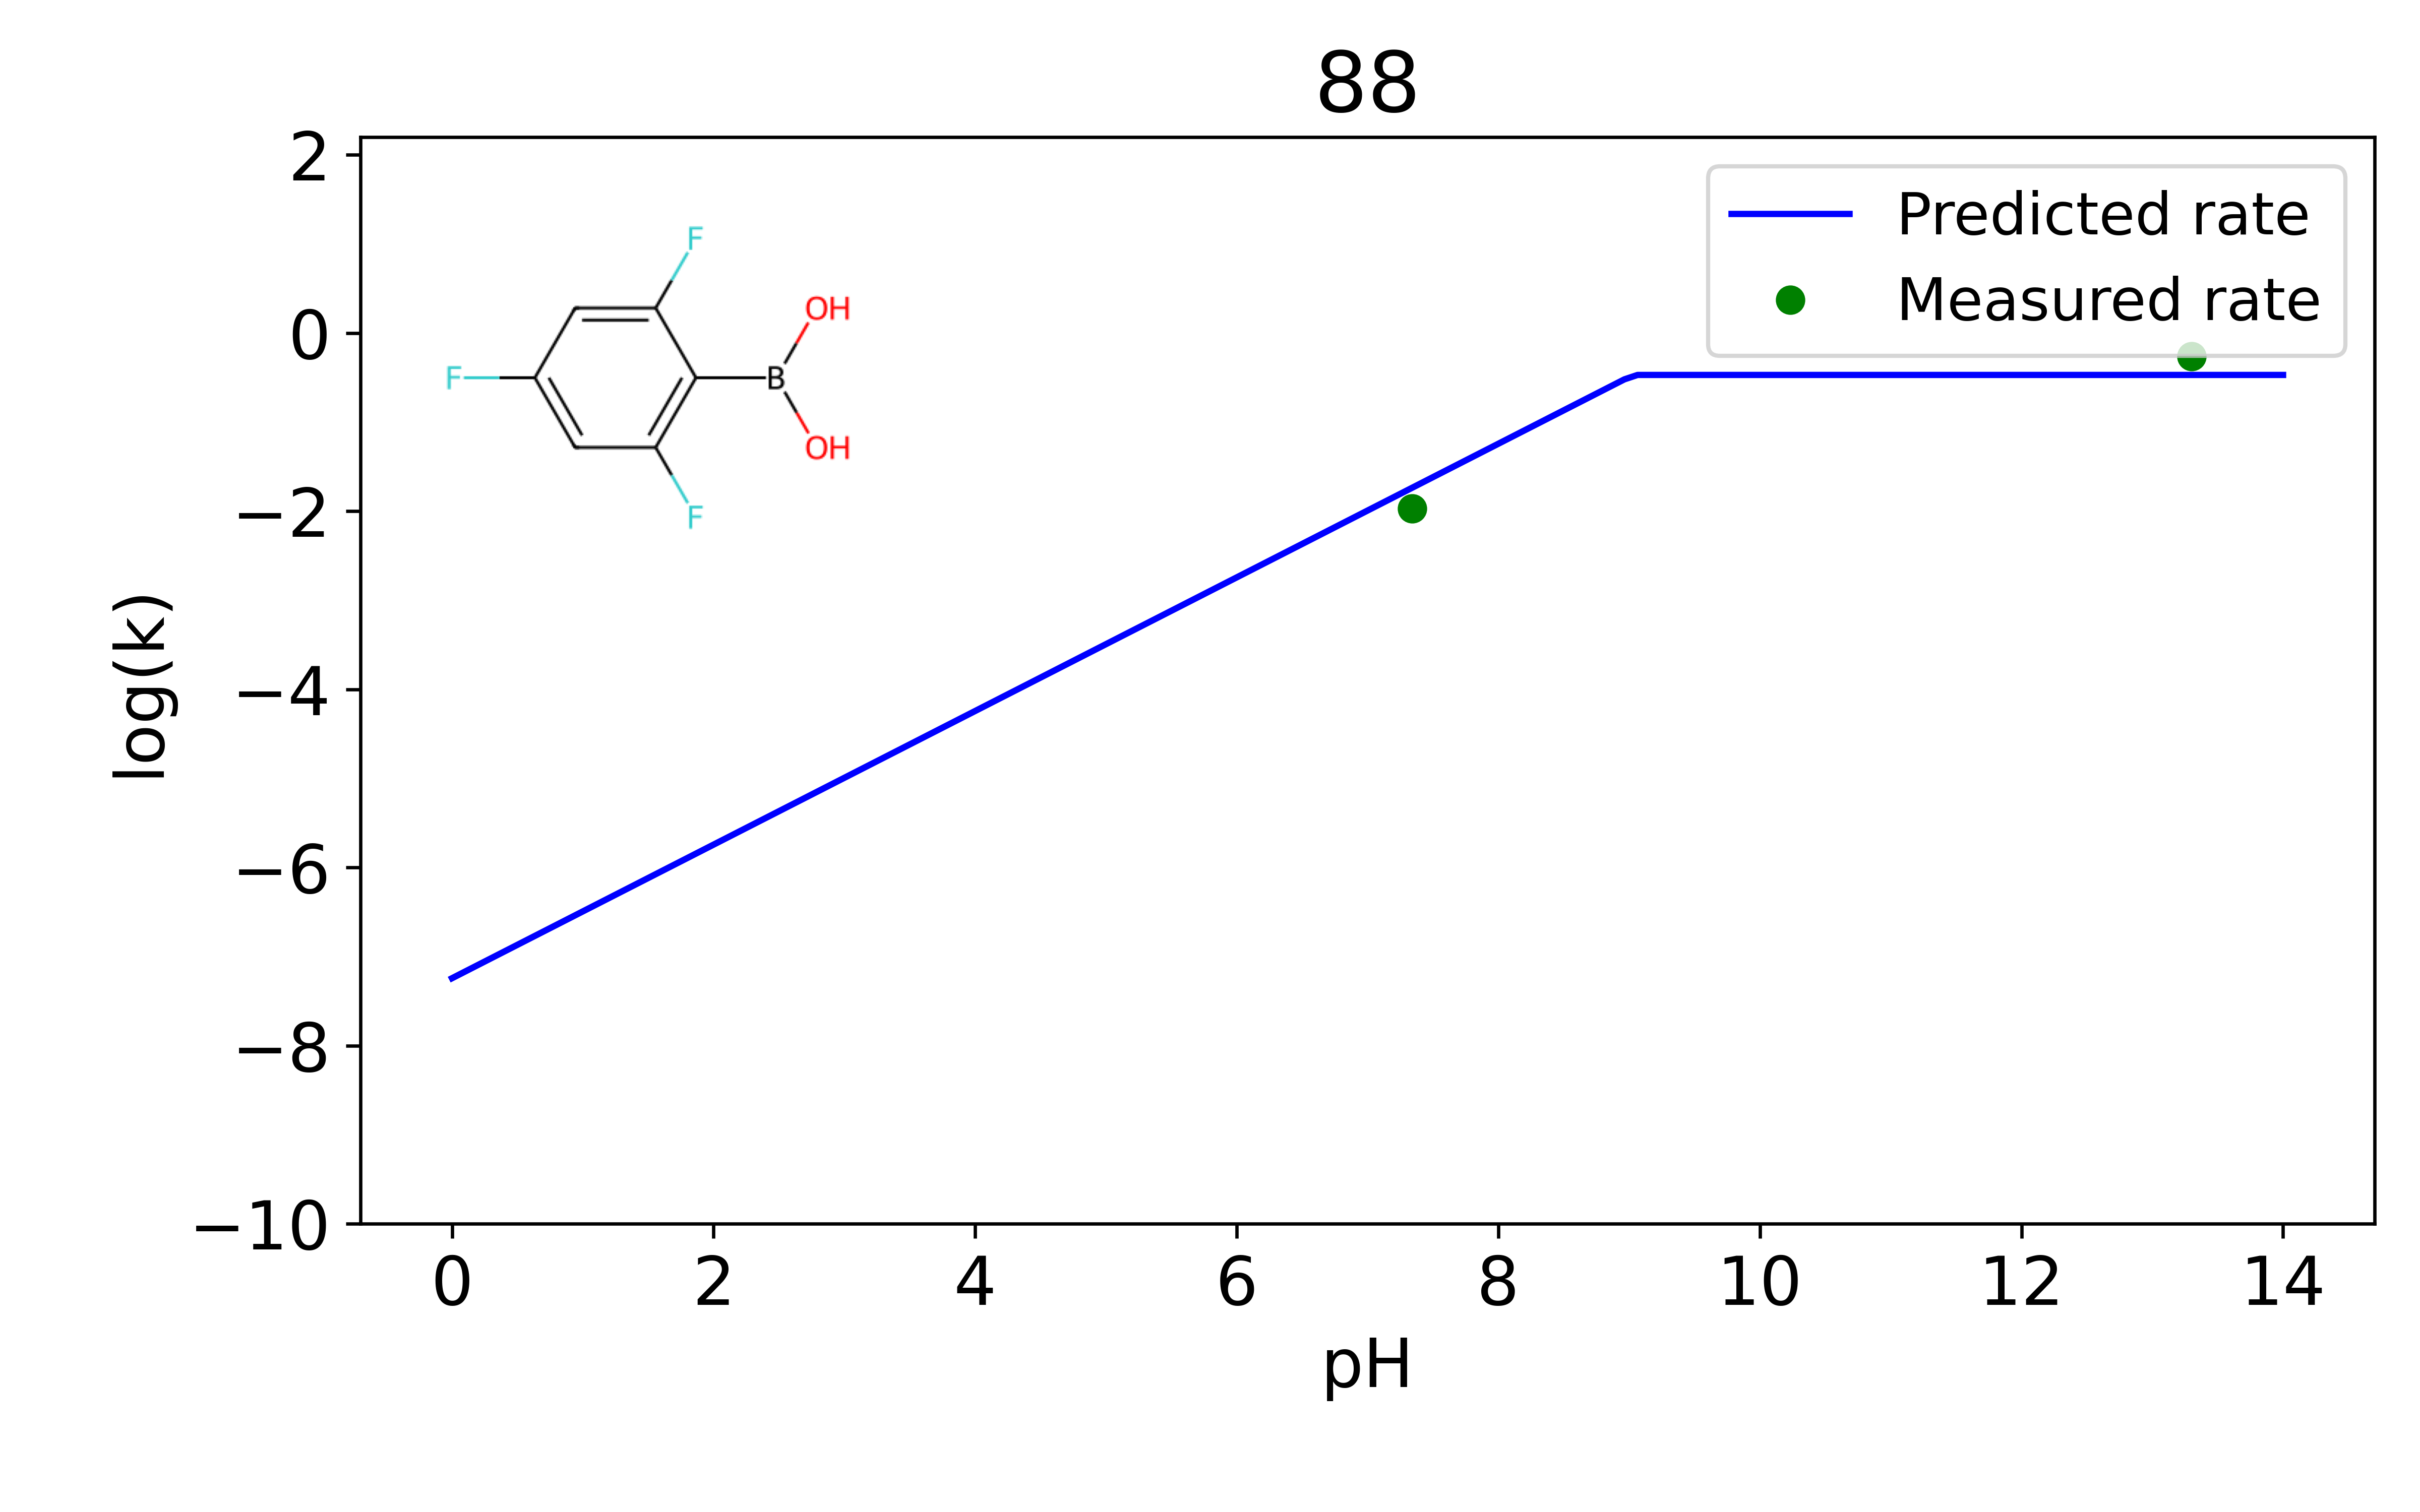 88
Predicted rate
Measured rate
F
OH
F
B
OH
F
log(k)
2
0
−2
−4
−6
−8
−10
0 2 4 6 8 10 12 14
pH